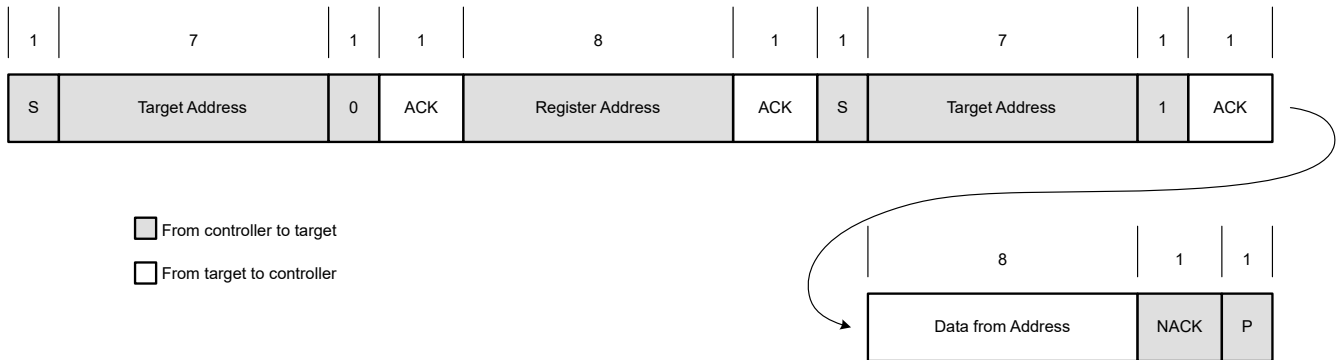 1 7 1 1 8 1 1 7 1 1
S Target Address 0 ACK Register Address ACK S Target Address 1 ACK
From controller to target
From target to controller
8 1 1
Data from Address NACK P